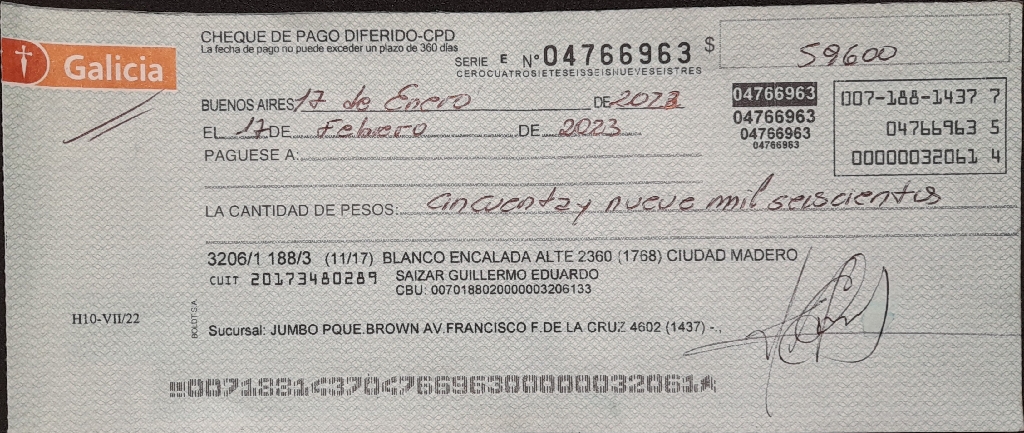 Galicia
CHEQUE DE PAGO DIFERIDO-CPD
La fecha de pago no puede exceder un plazo de 360 días
SERIE E N° 04766963 $ 59600
CEROCUATROSIETESEISSEISNUEVESEISTRES
BUENOS AIRES 17 de Enero DE 2023
EL 17 DE Febrero DE 2023
PAGUESE A:
04766963
04766963
04766963
04766963
007-188-1437 7
04766963 5
00000032061 4
LA CANTIDAD DE PESOS: Cincuenta y nueve mil seiscientos
3206/1 188/3 (11/17) BLANCO ENCALADA ALTE 2360 (1768) CIUDAD MADERO
CUIT 20173480289 SAIZAR GUILLERMO EDUARDO
CBU: 0070188020000003206133
H10-VII/22
BOLDT S.A
Sucursal: JUMBO PQUE.BROWN AV.FRANCISCO F.DE LA CRUZ 4602 (1437) -.,
00718814370476696300000032061